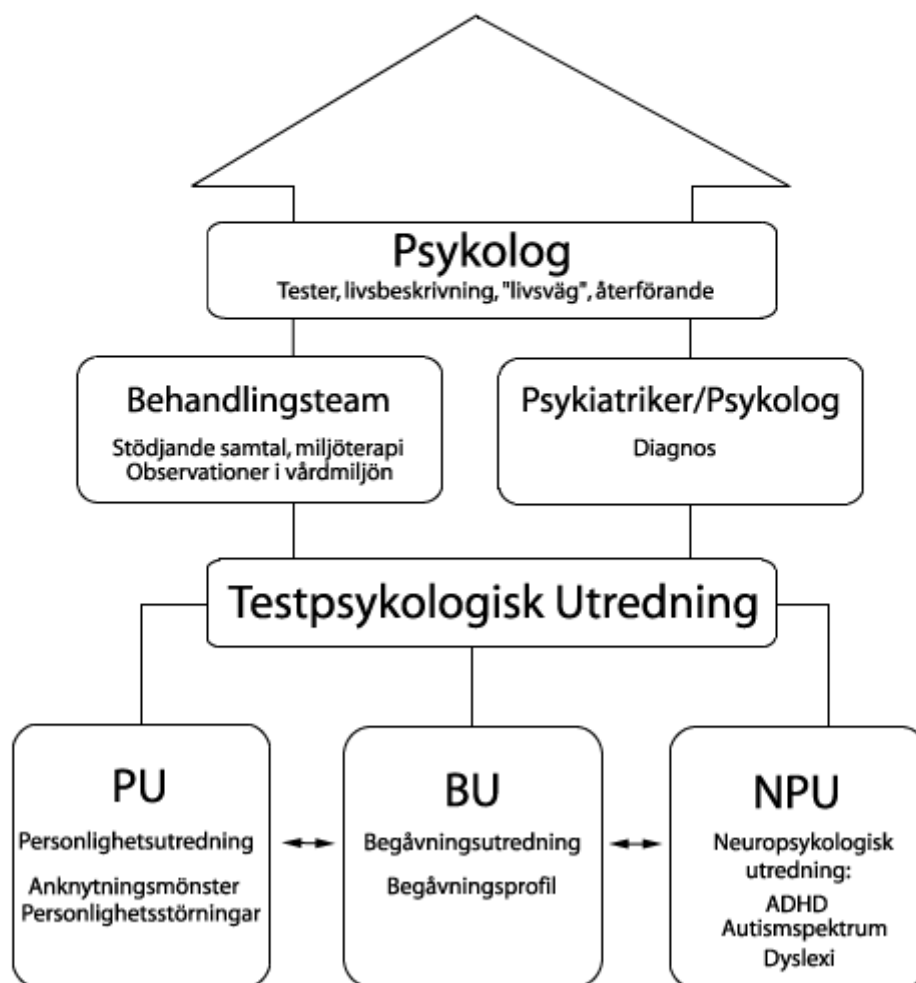 Psykolog
Tester, livsbeskrivning, "livsväg", återförande
Behandlingsteam
Stödjande samtal, miljöterapi
Observationer i vårdmiljön
Psykiatriker/Psykolog
Diagnos
Testpsykologisk Utredning
PU
Personlighetsutredning
Anknytningsmönster
Personlighetsstörningar
BU
Begåvningsutredning
Begåvningsprofil
NPU
Neuropsykologisk
utredning:
ADHD
Autismspektrum
Dyslexi